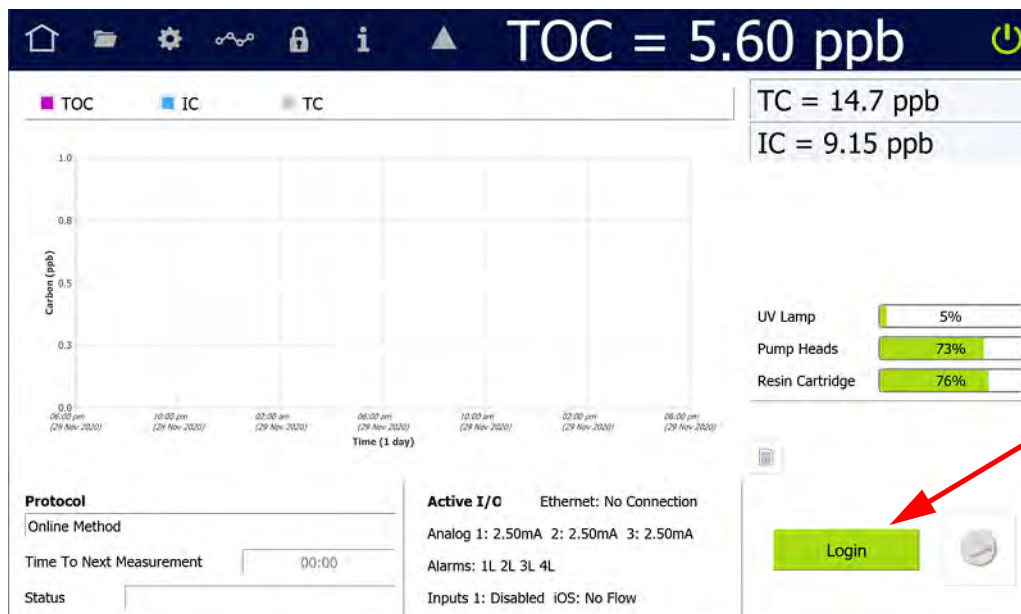 TOC = 5.60 ppb
TOC IC TC
TC = 14.7 ppb
IC = 9.15 ppb
1.0
0.8
0.5
0.3
0.0
Carbon (ppb)
06:00 pm 10:00 pm 02:00 am 06:00 am 10:00 am 02:00 pm 06:00 pm
(29 Nov 2020) (29 Nov 2020) (29 Nov 2020) (29 Nov 2020) (29 Nov 2020) (29 Nov 2020) (29 Nov 2020)
Time (1 day)
UV Lamp 5%
Pump Heads 73%
Resin Cartridge 76%
Protocol
Online Method
Time To Next Measurement 00:00
Status
Active I/O Ethernet: No Connection
Analog 1: 2.50mA 2: 2.50mA 3: 2.50mA
Alarms: 1L 2L 3L 4L
Inputs 1: Disabled iOS: No Flow
Login